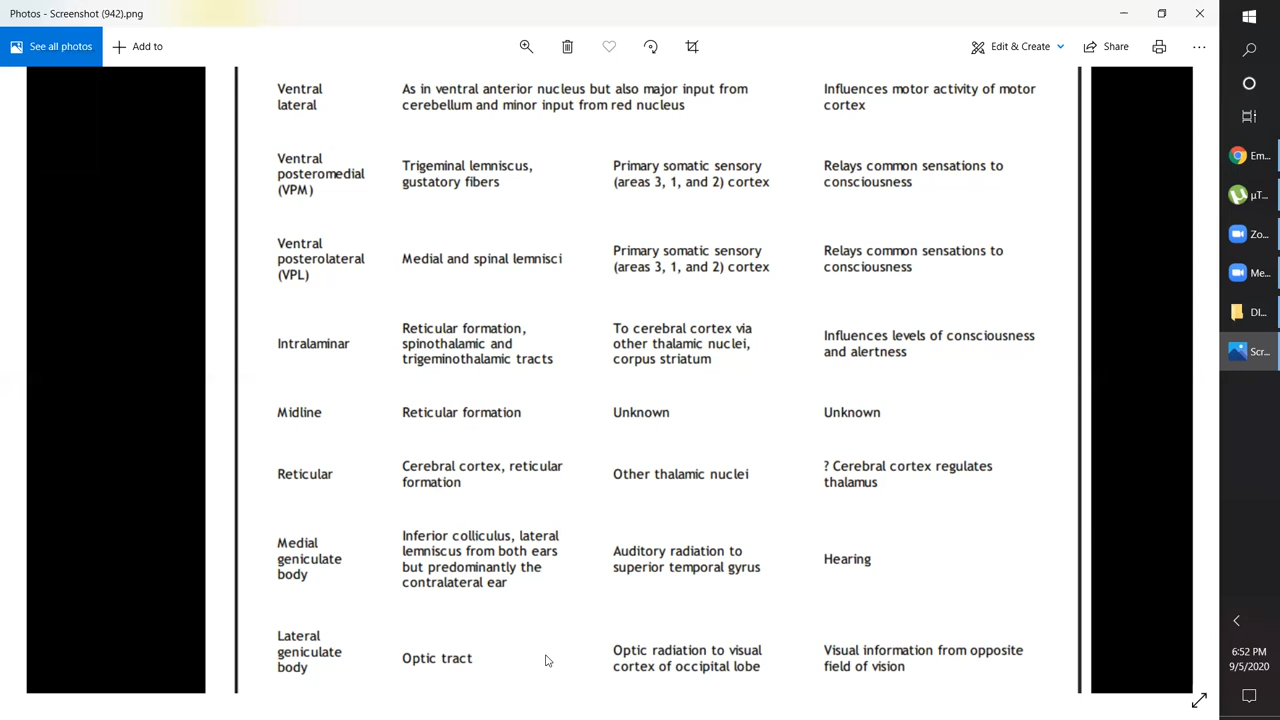 Photos - Screenshot (942).png
See all photos
Add to
Edit & Create
Share
Ventral
lateral
As in ventral anterior nucleus but also major input from
cerebellum and minor input from red nucleus
Influences motor activity of motor
cortex
Ventral
posteromedial
(VPM)
Trigeminal lemniscus,
gustatory fibers
Primary somatic sensory
(areas 3, 1, and 2) cortex
Relays common sensations to
consciousness
Ventral
posterolateral
(VPL)
Medial and spinal lemnisci
Primary somatic sensory
(areas 3, 1, and 2) cortex
Relays common sensations to
consciousness
Intralaminar
Reticular formation,
spinothalamic and
trigeminothalamic tracts
To cerebral cortex via
other thalamic nuclei,
corpus striatum
Influences levels of consciousness
and alertness
Midline
Reticular formation
Unknown
Unknown
Reticular
Cerebral cortex, reticular
formation
Other thalamic nuclei
? Cerebral cortex regulates
thalamus
Medial
geniculate
body
Inferior colliculus, lateral
lemniscus from both ears
but predominantly the
contralateral ear
Auditory radiation to
superior temporal gyrus
Hearing
Lateral
geniculate
body
Optic tract
Optic radiation to visual
cortex of occipital lobe
Visual information from opposite
field of vision
Em...
µT...
Zo...
Me...
DI...
Scr...
6:52 PM
9/5/2020